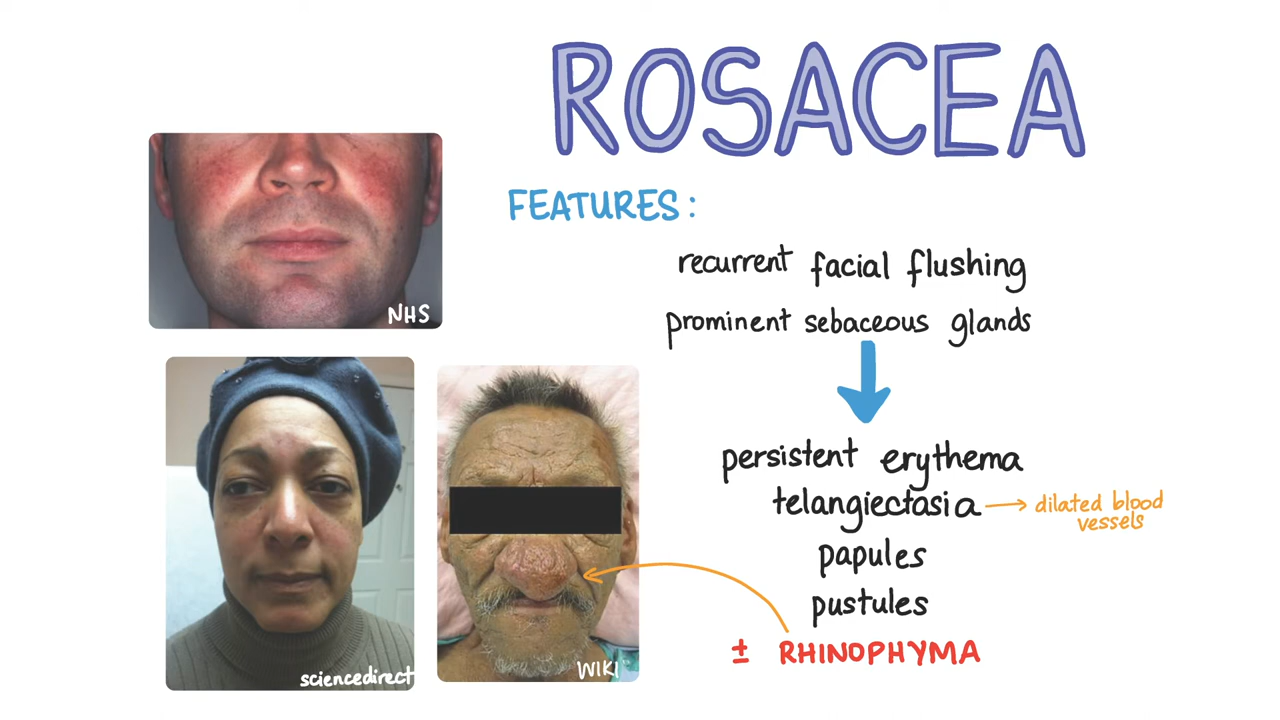 ROSACEA
FEATURES:
recurrent facial flushing
prominent sebaceous glands
persistent erythema
telangiectasia
dilated blood
vessels
papules
pustules
± RHINOPHYMA
NHS
sciencedirect
WIKI